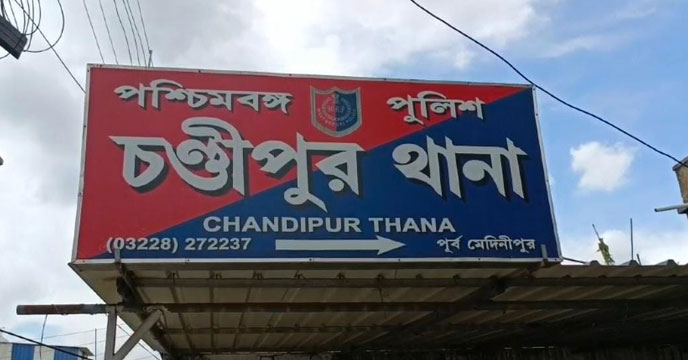 পশ্চিমবঙ্গ পুলিশ
চণ্ডীপুর থানা
CHANDIPUR THANA
(03228) 272237 পূর্ব মেদিনীপুর